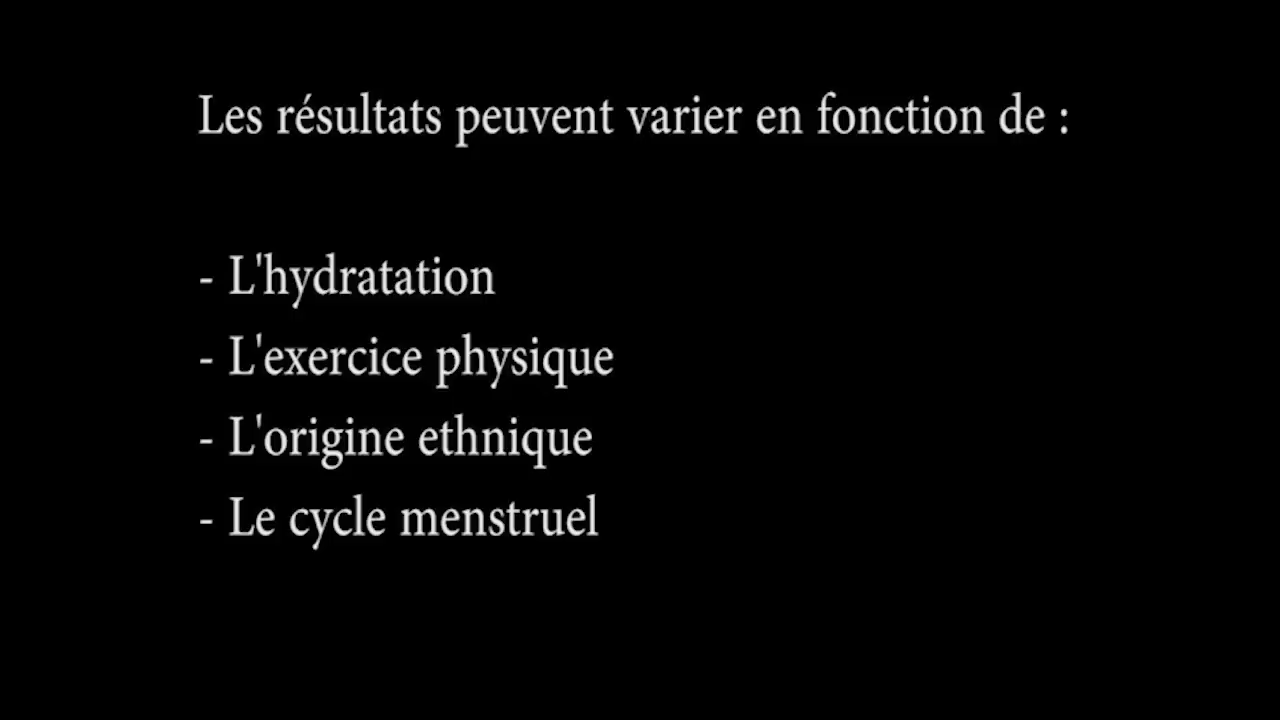 Les résultats peuvent varier en fonction de :
- L'hydratation
- L'exercice physique
- L'origine ethnique
- Le cycle menstruel